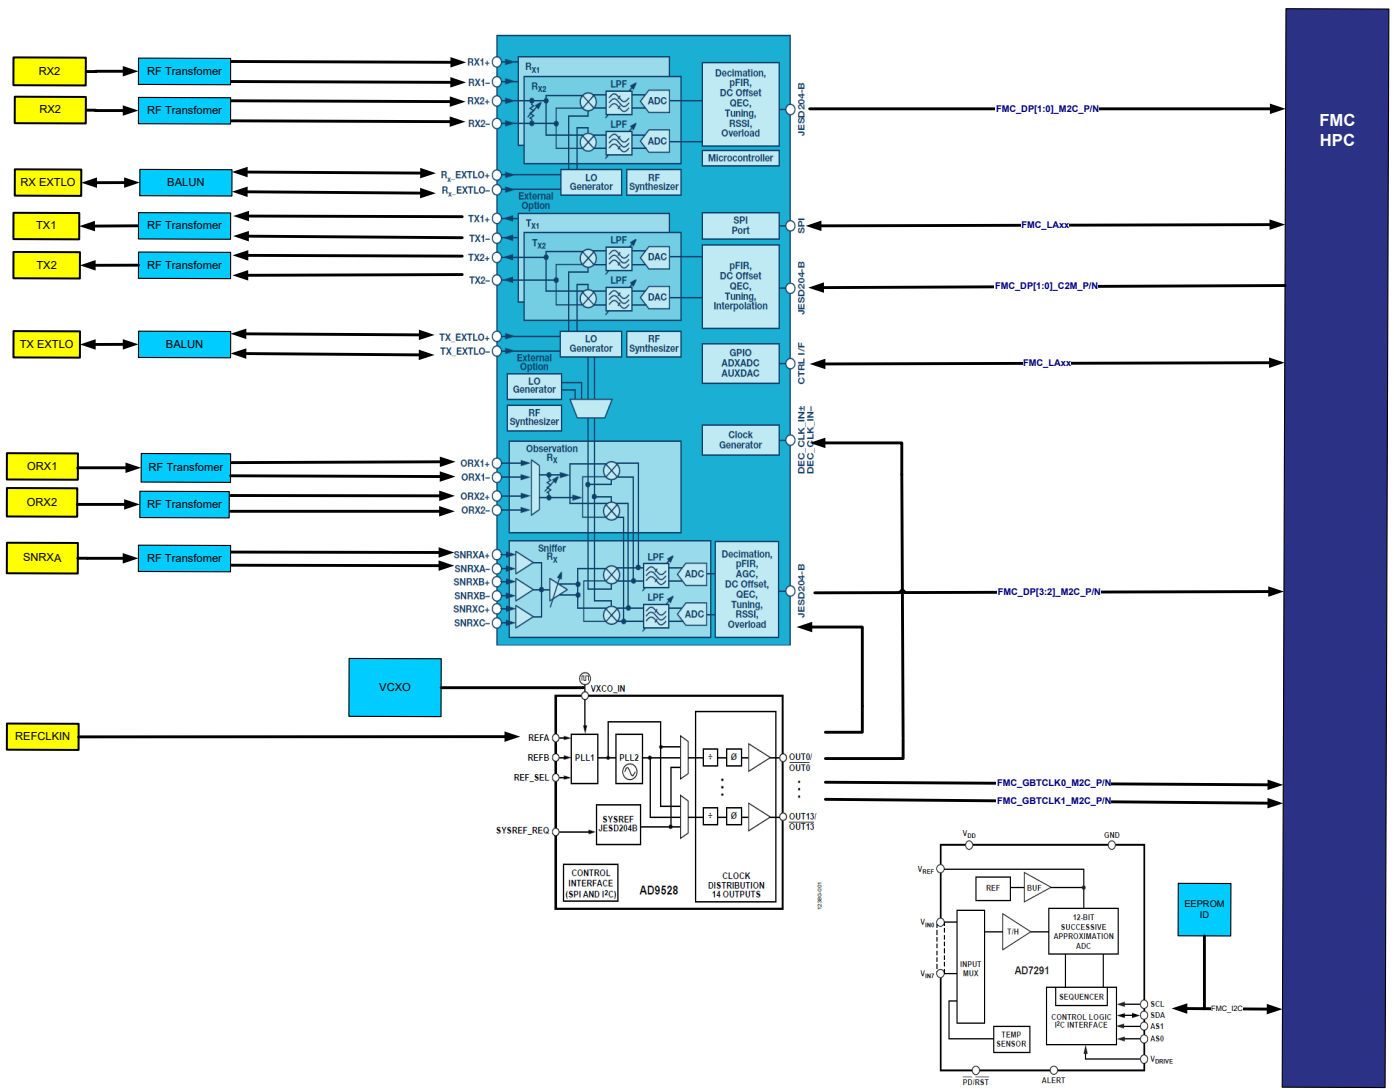 RX2
RF Transfomer
RX2
RF Transfomer
RX EXTLO
BALUN
TX1
RF Transfomer
TX2
RF Transfomer
TX EXTLO
BALUN
ORX1
RF Transfomer
ORX2
RF Transfomer
SNRXA
RF Transfomer
VCXO
REFCLKIN
RX1+
RX1–
RX2+
RX2–
RX_EXTLO+
RX_EXTLO–
TX1+
TX1–
TX2+
TX2–
TX_EXTLO+
TX_EXTLO–
ORX1+
ORX1–
ORX2+
ORX2–
SNRXA+
SNRXA–
SNRXB+
SNRXB–
SNRXC+
SNRXC–
RX1
RX2
LPF
ADC
LPF
ADC
Decimation,
pFIR,
DC Offset
QEC,
Tuning,
RSSI,
Overload
Microcontroller
LO
Generator
RF
Synthesizer
External
Option
TX1
TX2
LPF
DAC
LPF
DAC
SPI
Port
pFIR,
DC Offset
QEC,
Tuning,
Interpolation
LO
Generator
RF
Synthesizer
External
Option
GPIO
ADXADC
AUXDAC
LO
Generator
RF
Synthesizer
Clock
Generator
Observation
RX
Sniffer
RX
LPF
ADC
LPF
ADC
Decimation,
pFIR,
AGC,
DC Offset,
QEC,
Tuning,
RSSI,
Overload
JESD204-B
SPI
JESD204-B
CTRL I/F
DEC_CLK_IN±
DEC_CLK_IN–
JESD204-B
FMC_DP[1:0]_M2C_P/N
FMC_LAxx
FMC_DP[1:0]_C2M_P/N
FMC_LAxx
FMC_DP[3:2]_M2C_P/N
FMC_GBTCLK0_M2C_P/N
FMC_GBTCLK1_M2C_P/N
FMC
HPC
VXCO_IN
REFA
REFB
REF_SEL
SYSREF_REQ
PLL1
PLL2
÷
Ø
÷
Ø
SYSREF
JESD204B
CONTROL
INTERFACE
(SPI AND I²C)
AD9528
CLOCK
DISTRIBUTION
14 OUTPUTS
OUT0/
OUT0
OUT13/
OUT13
12380-001
VDD
GND
VREF
REF
BUF
VIN0
VIN7
INPUT
MUX
T/H
12-BIT
SUCCESSIVE
APPROXIMATION
ADC
AD7291
SEQUENCER
CONTROL LOGIC
I²C INTERFACE
TEMP
SENSOR
SCL
SDA
AS1
AS0
VDRIVE
PD/RST
ALERT
EEPROM
ID
FMC_I2C